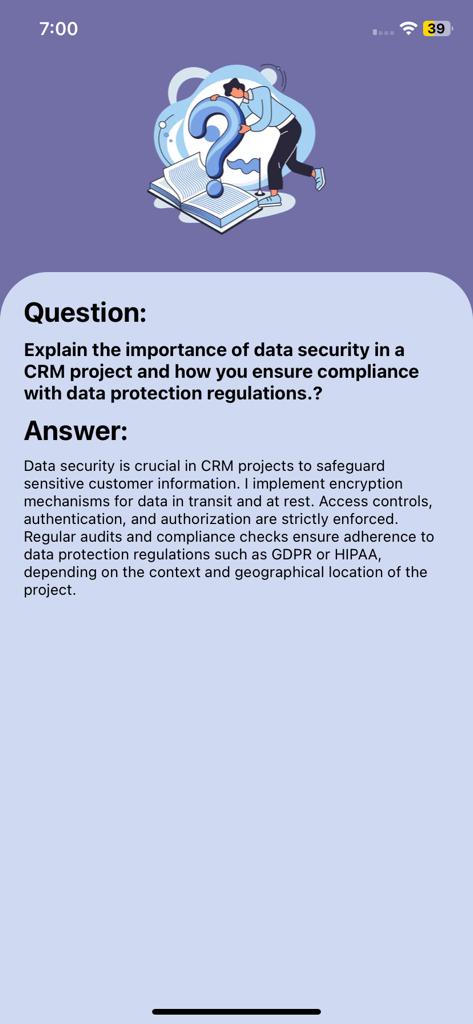 7:00
39
Question:
Explain the importance of data security in a
CRM project and how you ensure compliance
with data protection regulations.?
Answer:
Data security is crucial in CRM projects to safeguard
sensitive customer information. I implement encryption
mechanisms for data in transit and at rest. Access controls,
authentication, and authorization are strictly enforced.
Regular audits and compliance checks ensure adherence to
data protection regulations such as GDPR or HIPAA,
depending on the context and geographical location of the
project.